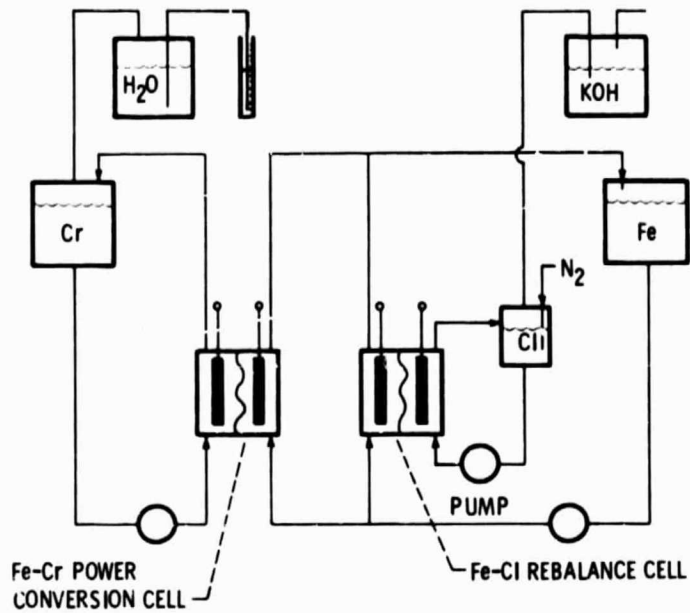 H2O
KOH
Cr
Fe
N2
Cl
PUMP
Fe-Cr POWER
CONVERSION CELL
Fe-Cl REBALANCE CELL